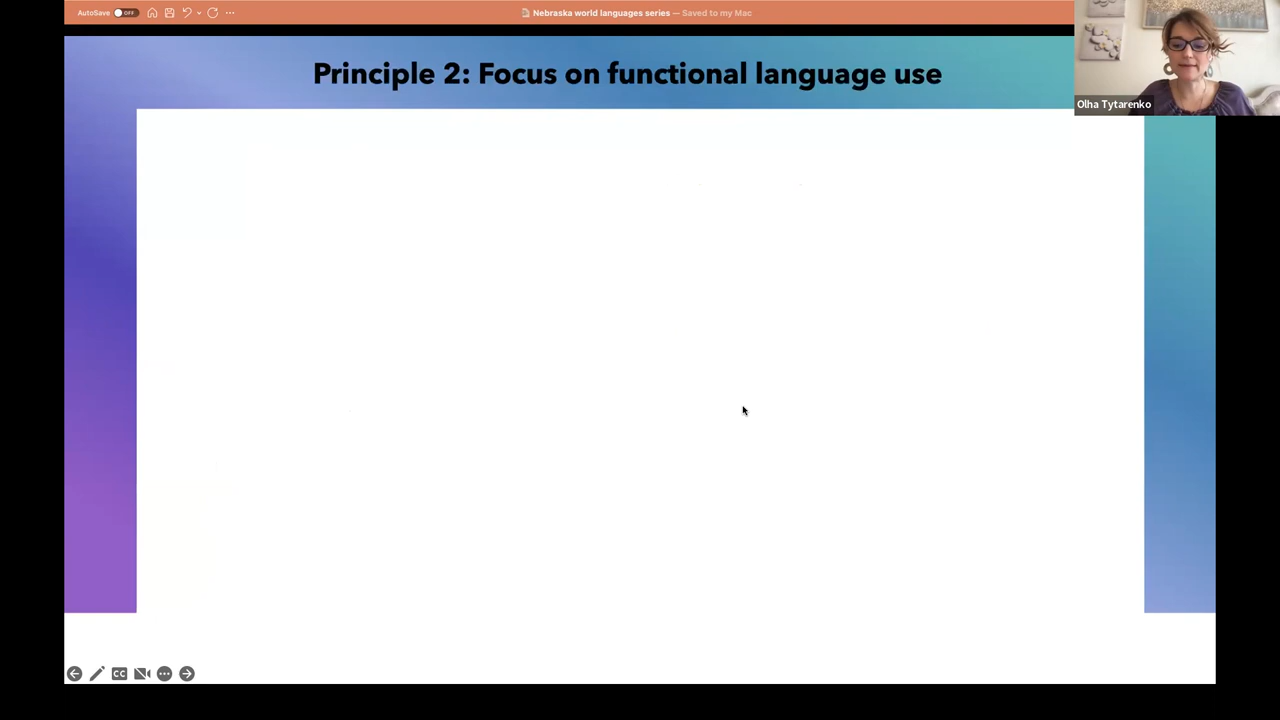 AutoSave OFF
Nebraska world languages series — Saved to my Mac
Principle 2: Focus on functional language use
Olha Tytarenko
CC